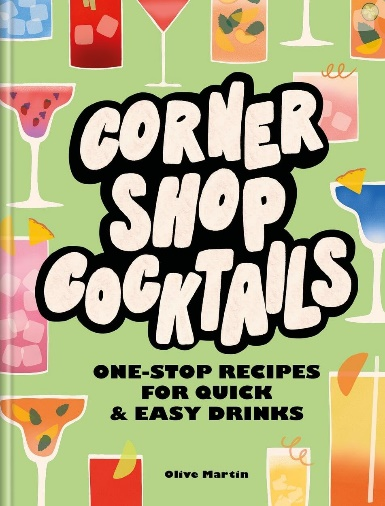 CORNER
SHOP
COCKTAILS
ONE-STOP RECIPES
FOR QUICK
& EASY DRINKS
Olive Martin